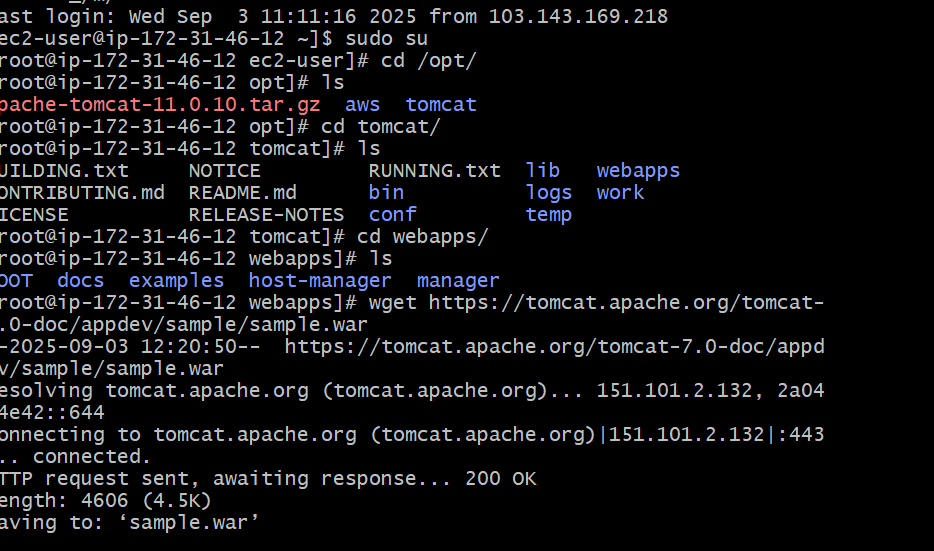 ast login: Wed Sep  3 11:11:16 2025 from 103.143.169.218
ec2-user@ip-172-31-46-12 ~]$ sudo su
root@ip-172-31-46-12 ec2-user]# cd /opt/
root@ip-172-31-46-12 opt]# ls
pache-tomcat-11.0.10.tar.gz  aws  tomcat
root@ip-172-31-46-12 opt]# cd tomcat/
root@ip-172-31-46-12 tomcat]# ls
UILDING.txt     NOTICE         RUNNING.txt  lib   webapps
ONTRIBUTING.md  README.md      bin          logs  work
ICENSE          RELEASE-NOTES  conf         temp
root@ip-172-31-46-12 tomcat]# cd webapps/
root@ip-172-31-46-12 webapps]# ls
OOT  docs  examples  host-manager  manager
root@ip-172-31-46-12 webapps]# wget https://tomcat.apache.org/tomcat-
.0-doc/appdev/sample/sample.war
-2025-09-03 12:20:50--  https://tomcat.apache.org/tomcat-7.0-doc/appd
v/sample/sample.war
esolving tomcat.apache.org (tomcat.apache.org)... 151.101.2.132, 2a04
4e42::644
onnecting to tomcat.apache.org (tomcat.apache.org)|151.101.2.132|:443
.. connected.
TTP request sent, awaiting response... 200 OK
ength: 4606 (4.5K)
aving to: ‘sample.war’